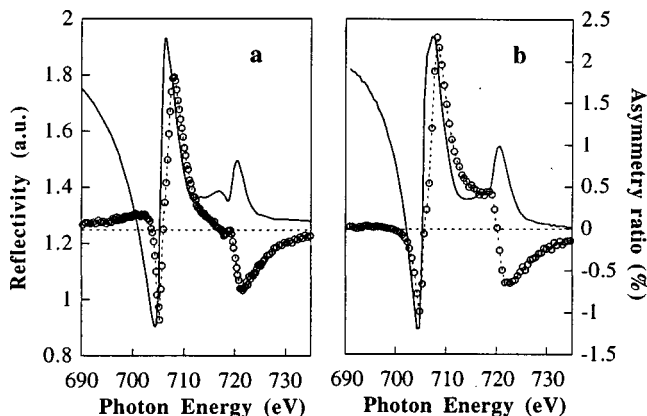 a
b
2
1.8
1.6
1.4
1.2
1
0.8
Reflectivity (a.u.)
2.5
2
1.5
1
0.5
0
-0.5
-1
-1.5
Asymmetry ratio (%)
690 700 710 720 730
690 700 710 720 730
Photon Energy (eV)
Photon Energy (eV)